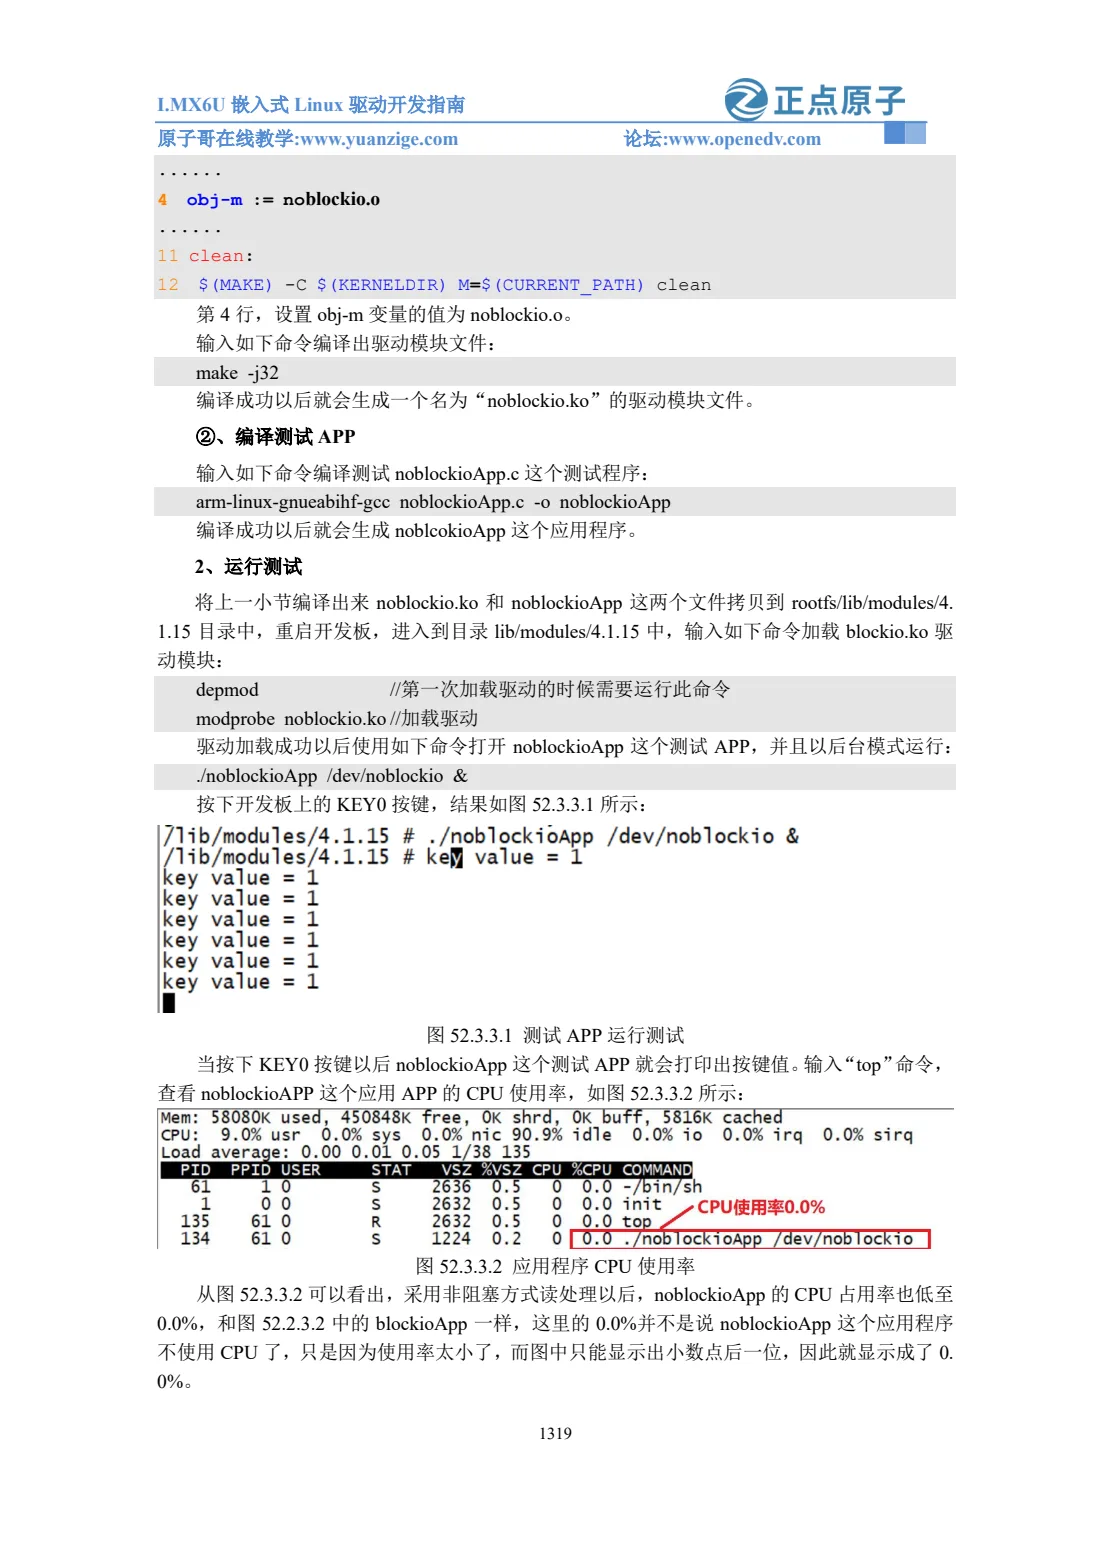 I.MX6U 嵌入式 Linux 驱动开发指南
正点原子
原子哥在线教学:www.yuanzige.com 论坛:www.openedv.com
......
4 obj-m := noblockio.o
......
11 clean:
12 $(MAKE) -C $(KERNELDIR) M=$(CURRENT_PATH) clean
第 4 行，设置 obj-m 变量的值为 noblockio.o。
输入如下命令编译出驱动模块文件：
make -j32
编译成功以后就会生成一个名为“noblockio.ko”的驱动模块文件。
②、编译测试 APP
输入如下命令编译测试 noblockioApp.c 这个测试程序：
arm-linux-gnueabihf-gcc noblockioApp.c -o noblockioApp
编译成功以后就会生成 noblcokioApp 这个应用程序。
2、运行测试
将上一小节编译出来 noblockio.ko 和 noblockioApp 这两个文件拷贝到 rootfs/lib/modules/4.
1.15 目录中，重启开发板，进入到目录 lib/modules/4.1.15 中，输入如下命令加载 blockio.ko 驱
动模块：
depmod //第一次加载驱动的时候需要运行此命令
modprobe noblockio.ko //加载驱动
驱动加载成功以后使用如下命令打开 noblockioApp 这个测试 APP，并且以后台模式运行：
./noblockioApp /dev/noblockio &
按下开发板上的 KEY0 按键，结果如图 52.3.3.1 所示：
/lib/modules/4.1.15 # ./noblockioApp /dev/noblockio &
/lib/modules/4.1.15 # key value = 1
key value = 1
key value = 1
key value = 1
key value = 1
key value = 1
key value = 1
图 52.3.3.1 测试 APP 运行测试
当按下 KEY0 按键以后 noblockioApp 这个测试 APP 就会打印出按键值。输入“top”命令，
查看 noblockioAPP 这个应用 APP 的 CPU 使用率，如图 52.3.3.2 所示：
Mem: 58080K used, 450848K free, 0K shrd, 0K buff, 5816K cached
CPU: 9.0% usr 0.0% sys 0.0% nic 90.9% idle 0.0% io 0.0% irq 0.0% sirq
Load average: 0.00 0.01 0.05 1/38 135
PID PPID USER STAT VSZ %VSZ CPU %CPU COMMAND
61 1 0 S 2636 0.5 0 0.0 -/bin/sh
1 0 0 S 2632 0.5 0 0.0 init
CPU使用率0.0%
135 61 0 R 2632 0.5 0 0.0 top
134 61 0 S 1224 0.2 0 0.0 ./noblockioApp /dev/noblockio
图 52.3.3.2 应用程序 CPU 使用率
从图 52.3.3.2 可以看出，采用非阻塞方式读处理以后，noblockioApp 的 CPU 占用率也低至
0.0%，和图 52.2.3.2 中的 blockioApp 一样，这里的 0.0%并不是说 noblockioApp 这个应用程序
不使用 CPU 了，只是因为使用率太小了，而图中只能显示出小数点后一位，因此就显示成了 0.
0%。
1319